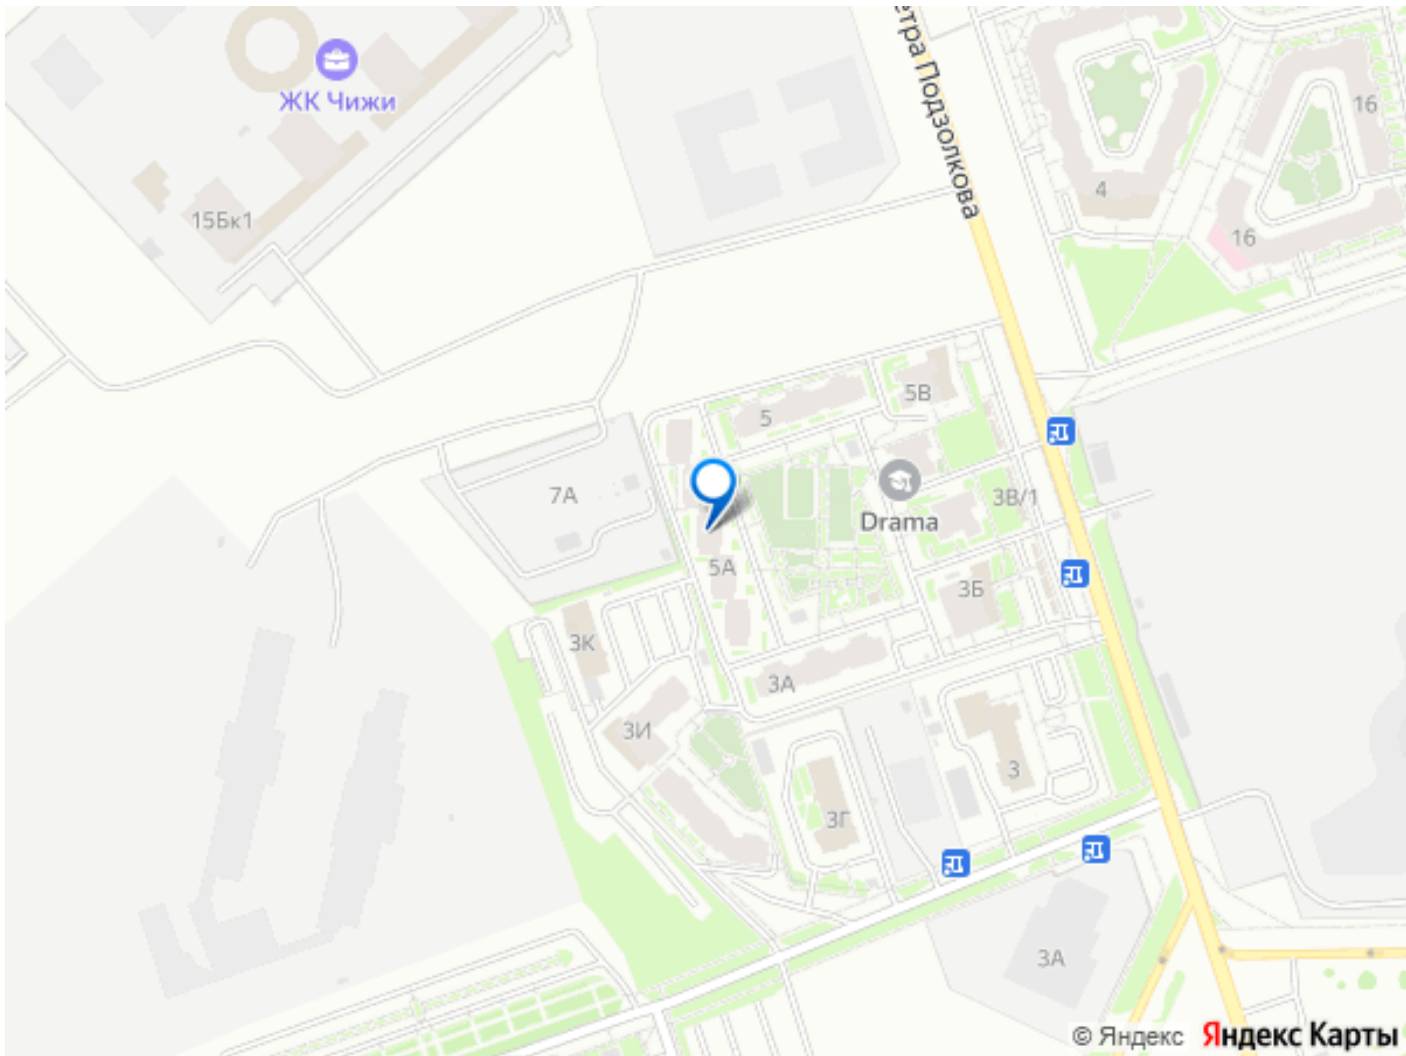 етра Подзолкова
ЖК Чижи
15Бк1
16
4
16
5В
5
7А
3В/1
Drama
5А
3Б
3К
3А
3И
3
3Г
3А
© Яндекс Яндекс Карты